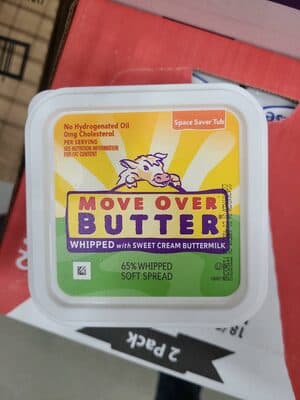 No Hydrogenated Oil
0mg Cholesterol
PER SERVING
SEE NUTRITION INFORMATION
FOR FAT CONTENT
Space Saver Tub
MOVE OVER
BUTTER
WHIPPED with SWEET CREAM BUTTERMILK
65% WHIPPED
SOFT SPREAD
2 Pack